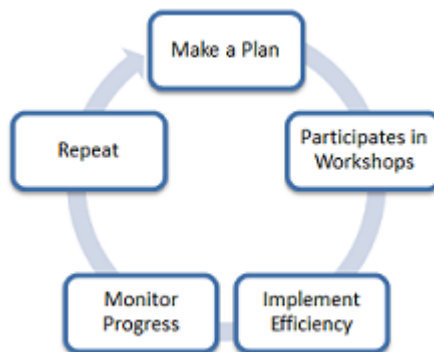 Make a Plan
Participates in
Workshops
Implement
Efficiency
Monitor
Progress
Repeat